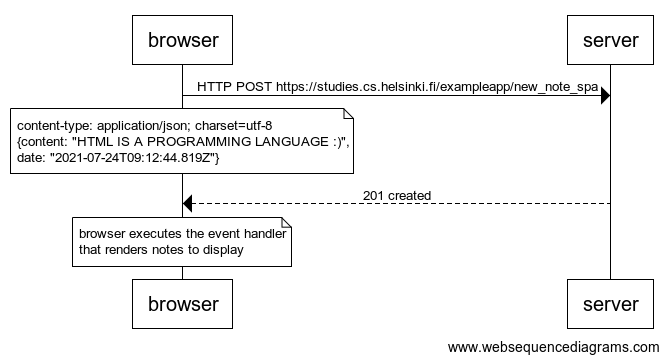 browser
server
HTTP POST https://studies.cs.helsinki.fi/exampleapp/new_note_spa
content-type: application/json; charset=utf-8
{content: "HTML IS A PROGRAMMING LANGUAGE :)",
date: "2021-07-24T09:12:44.819Z"}
201 created
browser executes the event handler
that renders notes to display
browser
server
www.websequencediagrams.com